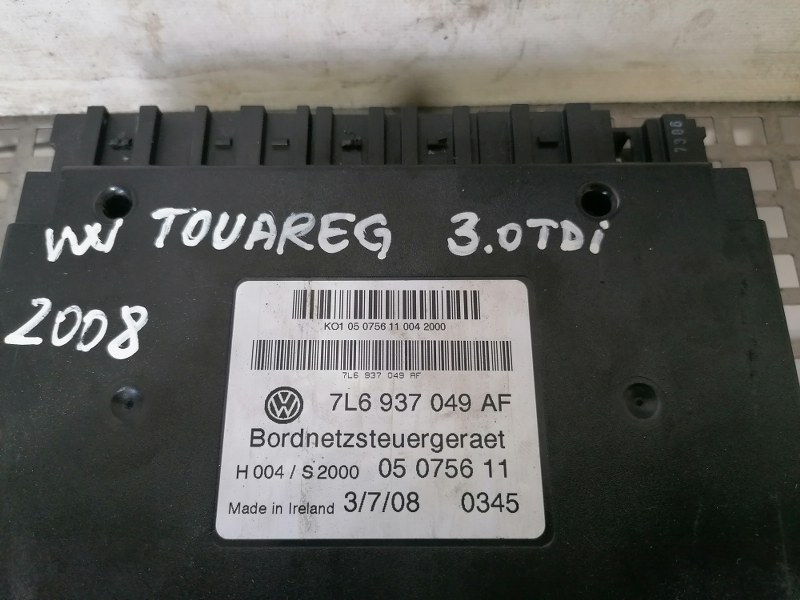 7386
VW TOUAREG 3.0TDi
2008
KO1 05 0756 11 004 2000
7L6 937 049 AF
7L6 937 049 AF
Bordnetzsteuergeraet
H 004 / S 2000 05 0756 11
Made in Ireland 3/7/08 0345